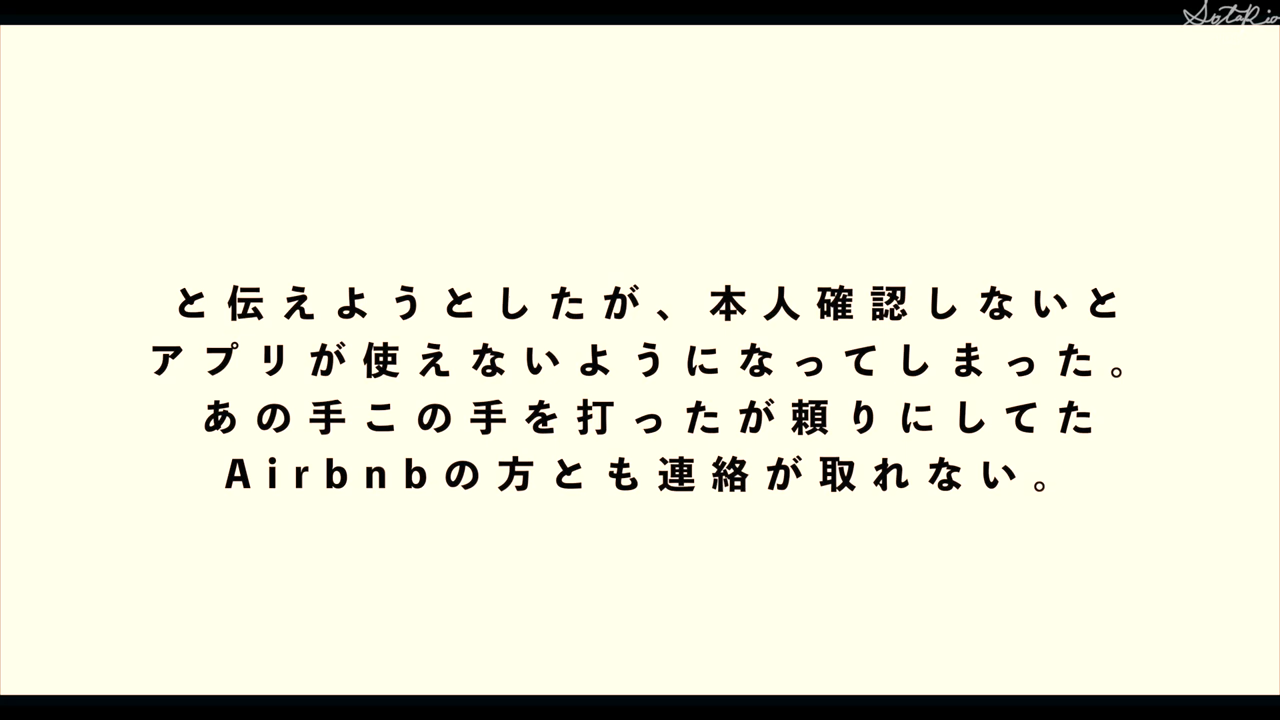 SotaRio
と伝えようとしたが、本人確認しないと
アプリが使えないようになってしまった。
あの手この手を打ったが頼りにしてた
Airbnbの方とも連絡が取れない。